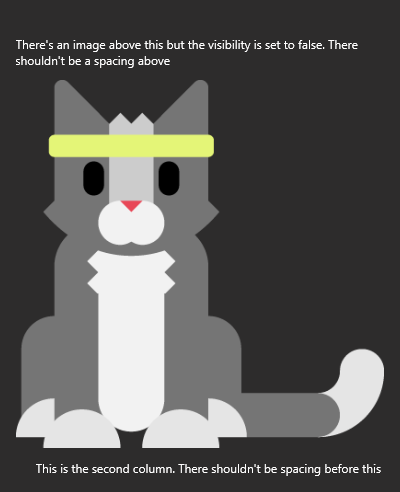 There's an image above this but the visibility is set to false. There
shouldn't be a spacing above
This is the second column. There shouldn't be spacing before this